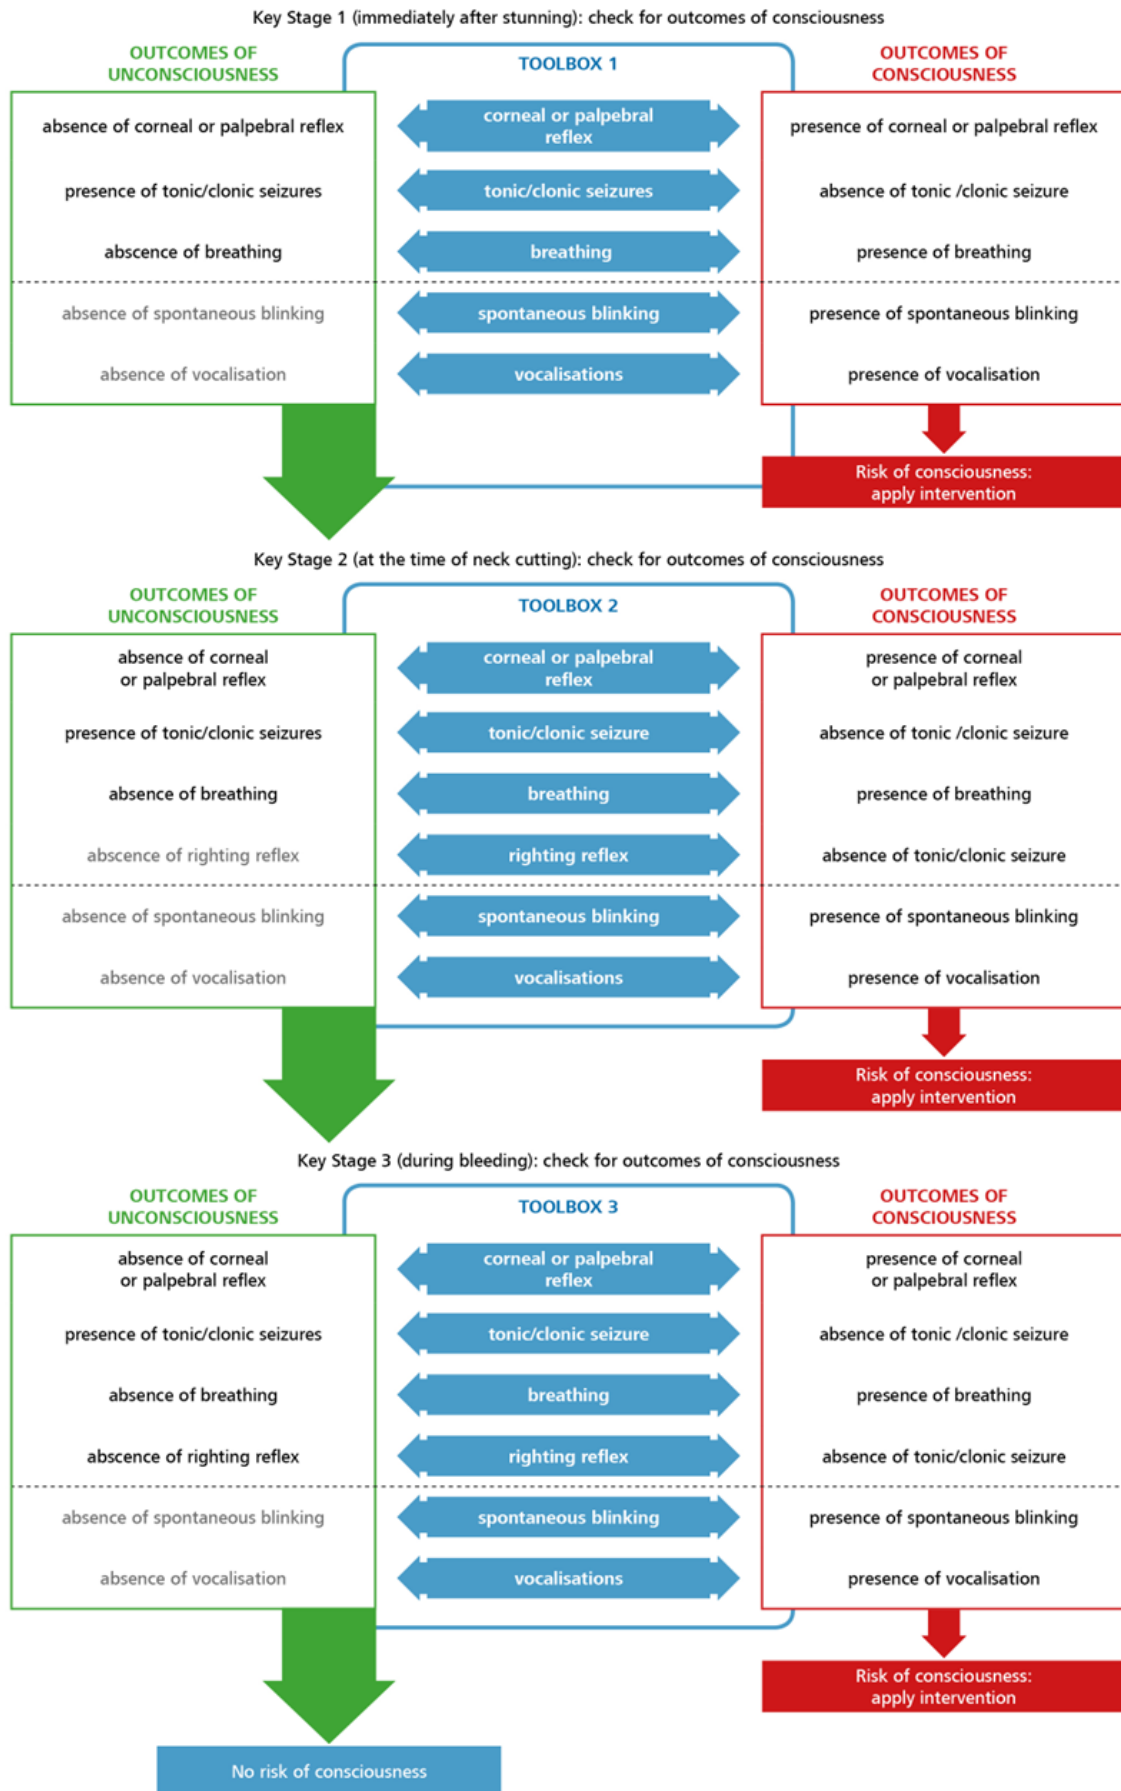 Key Stage 1 (immediately after stunning): check for outcomes of consciousness
OUTCOMES OF
UNCONSCIOUSNESS
TOOLBOX 1
OUTCOMES OF
CONSCIOUSNESS
absence of corneal or palpebral reflex
corneal or palpebral
reflex
presence of corneal or palpebral reflex
presence of tonic/clonic seizures
tonic/clonic seizures
absence of tonic /clonic seizure
abscence of breathing
breathing
presence of breathing
absence of spontaneous blinking
spontaneous blinking
presence of spontaneous blinking
absence of vocalisation
vocalisations
presence of vocalisation
Risk of consciousness:
apply intervention
Key Stage 2 (at the time of neck cutting): check for outcomes of consciousness
OUTCOMES OF
UNCONSCIOUSNESS
TOOLBOX 2
OUTCOMES OF
CONSCIOUSNESS
absence of corneal
or palpebral reflex
corneal or palpebral
reflex
presence of corneal
or palpebral reflex
presence of tonic/clonic seizures
tonic/clonic seizure
absence of tonic /clonic seizure
absence of breathing
breathing
presence of breathing
abscence of righting reflex
righting reflex
absence of tonic/clonic seizure
absence of spontaneous blinking
spontaneous blinking
presence of spontaneous blinking
absence of vocalisation
vocalisations
presence of vocalisation
Risk of consciousness:
apply intervention
Key Stage 3 (during bleeding): check for outcomes of consciousness
OUTCOMES OF
UNCONSCIOUSNESS
TOOLBOX 3
OUTCOMES OF
CONSCIOUSNESS
absence of corneal
or palpebral reflex
corneal or palpebral
reflex
presence of corneal
or palpebral reflex
presence of tonic/clonic seizures
tonic/clonic seizure
absence of tonic /clonic seizure
absence of breathing
breathing
presence of breathing
abscence of righting reflex
righting reflex
absence of tonic/clonic seizure
absence of spontaneous blinking
spontaneous blinking
presence of spontaneous blinking
absence of vocalisation
vocalisations
presence of vocalisation
Risk of consciousness:
apply intervention
No risk of consciousness